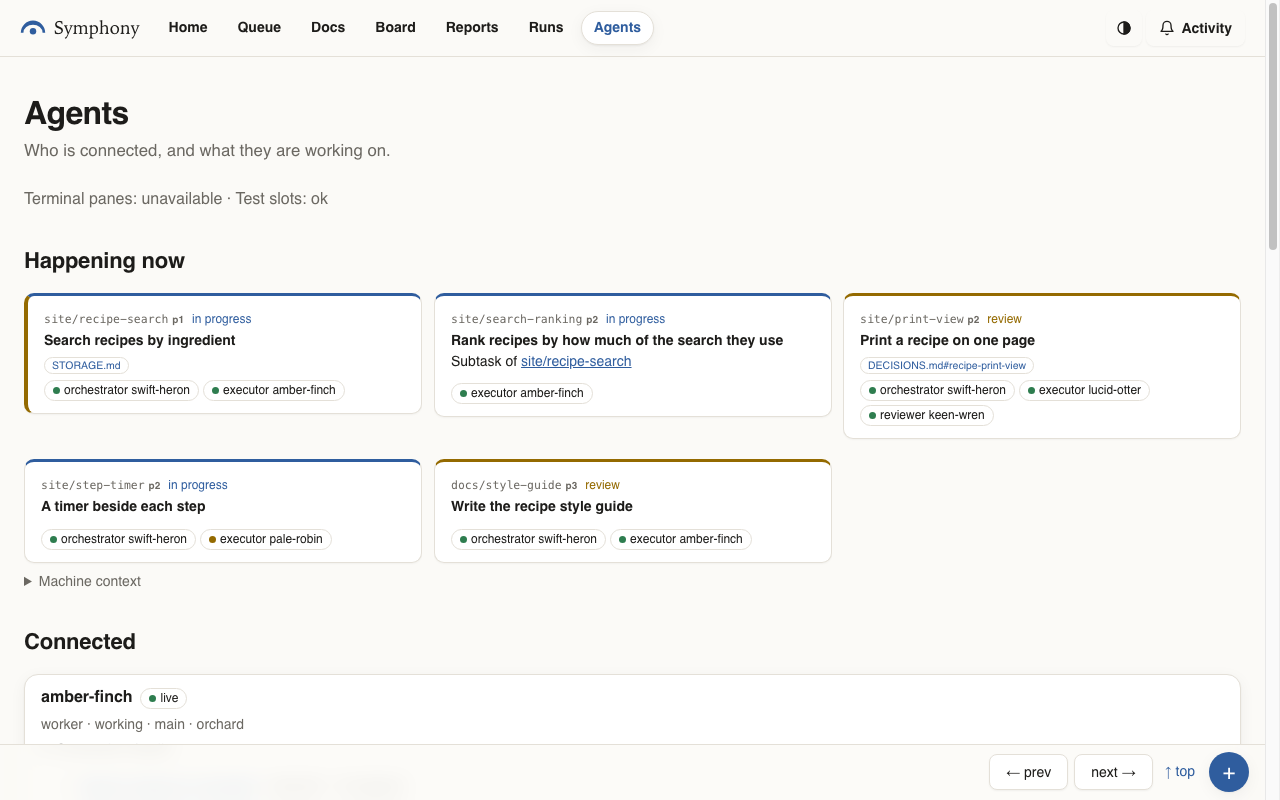 Symphony Home Queue Docs Board Reports Runs Agents Activity
Agents
Who is connected, and what they are working on.
Terminal panes: unavailable · Test slots: ok
Happening now
site/recipe-search p1 in progress
Search recipes by ingredient
STORAGE.md
orchestrator swift-heron executor amber-finch
site/search-ranking p2 in progress
Rank recipes by how much of the search they use
Subtask of site/recipe-search
executor amber-finch
site/print-view p2 review
Print a recipe on one page
DECISIONS.md#recipe-print-view
orchestrator swift-heron executor lucid-otter
reviewer keen-wren
site/step-timer p2 in progress
A timer beside each step
orchestrator swift-heron executor pale-robin
docs/style-guide p3 review
Write the recipe style guide
orchestrator swift-heron executor amber-finch
Machine context
Connected
amber-finch live
worker · working · main · orchard
← prev next → ↑ top +